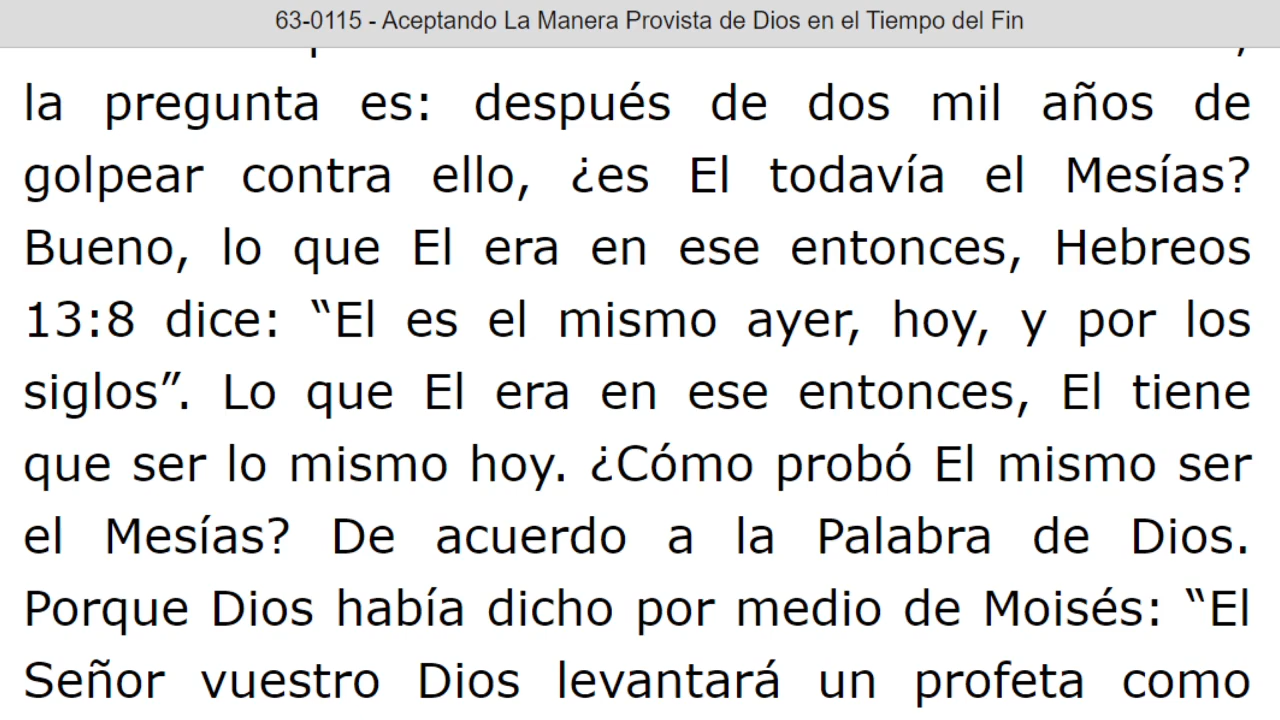 63-0115 - Aceptando La Manera Provista de Dios en el Tiempo del Fin
la pregunta es: después de dos mil años de
golpear contra ello, ¿es El todavía el Mesías?
Bueno, lo que El era en ese entonces, Hebreos
13:8 dice: “El es el mismo ayer, hoy, y por los
siglos”. Lo que El era en ese entonces, El tiene
que ser lo mismo hoy. ¿Cómo probó El mismo ser
el Mesías? De acuerdo a la Palabra de Dios.
Porque Dios había dicho por medio de Moisés: “El
Señor vuestro Dios levantará un profeta como